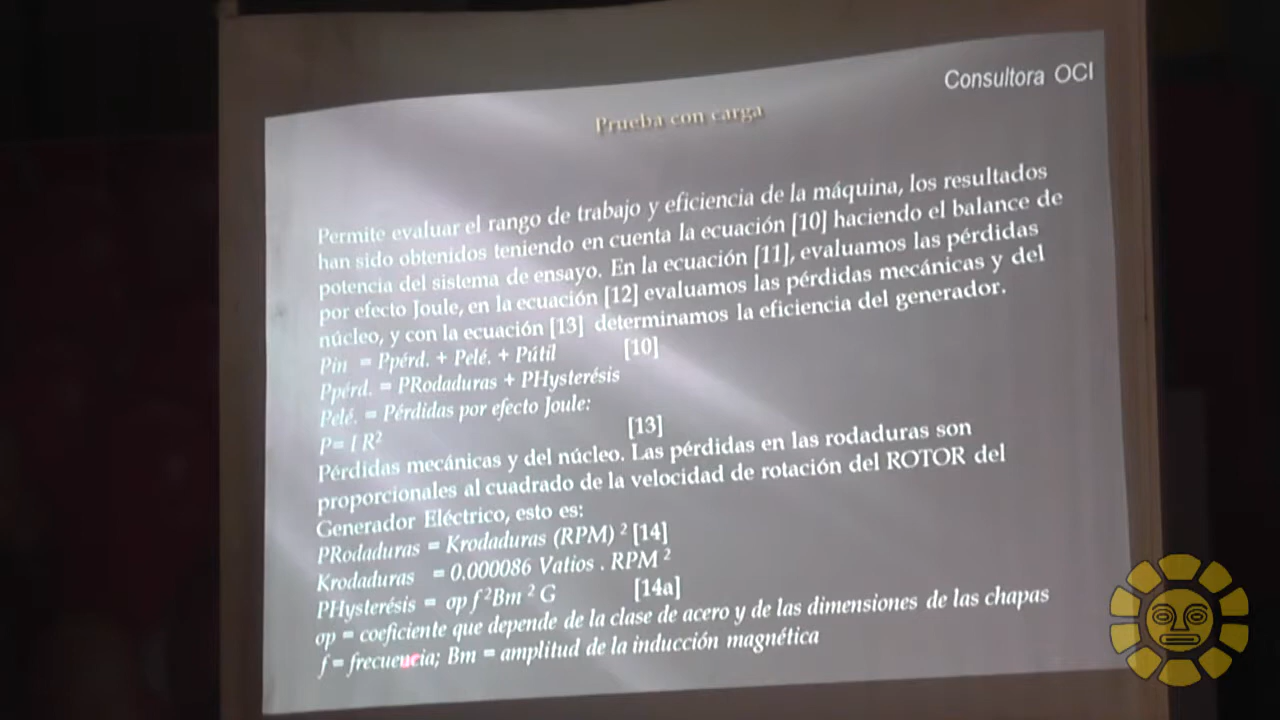 Consultora OCI
Prueba con carga
Permite evaluar el rango de trabajo y eficiencia de la máquina, los resultados
han sido obtenidos teniendo en cuenta la ecuación [10] haciendo el balance de
potencia del sistema de ensayo. En la ecuación [11], evaluamos las pérdidas
por efecto Joule, en la ecuación [12] evaluamos las pérdidas mecánicas y del
núcleo, y con la ecuación [13] determinamos la eficiencia del generador.
Pin = Ppérd. + Pelé. + Pútil [10]
Ppérd. = PRodaduras + PHysterésis
Pelé. = Pérdidas por efecto Joule:
P= I R² [13]
Pérdidas mecánicas y del núcleo. Las pérdidas en las rodaduras son
proporcionales al cuadrado de la velocidad de rotación del ROTOR del
Generador Eléctrico, esto es:
PRodaduras = Krodaduras (RPM) ² [14]
Krodaduras = 0.000086 Vatios . RPM ²
PHysterésis = σp f ²Bm ² G [14a]
σp = coeficiente que depende de la clase de acero y de las dimensiones de las chapas
f = frecuencia; Bm = amplitud de la inducción magnética